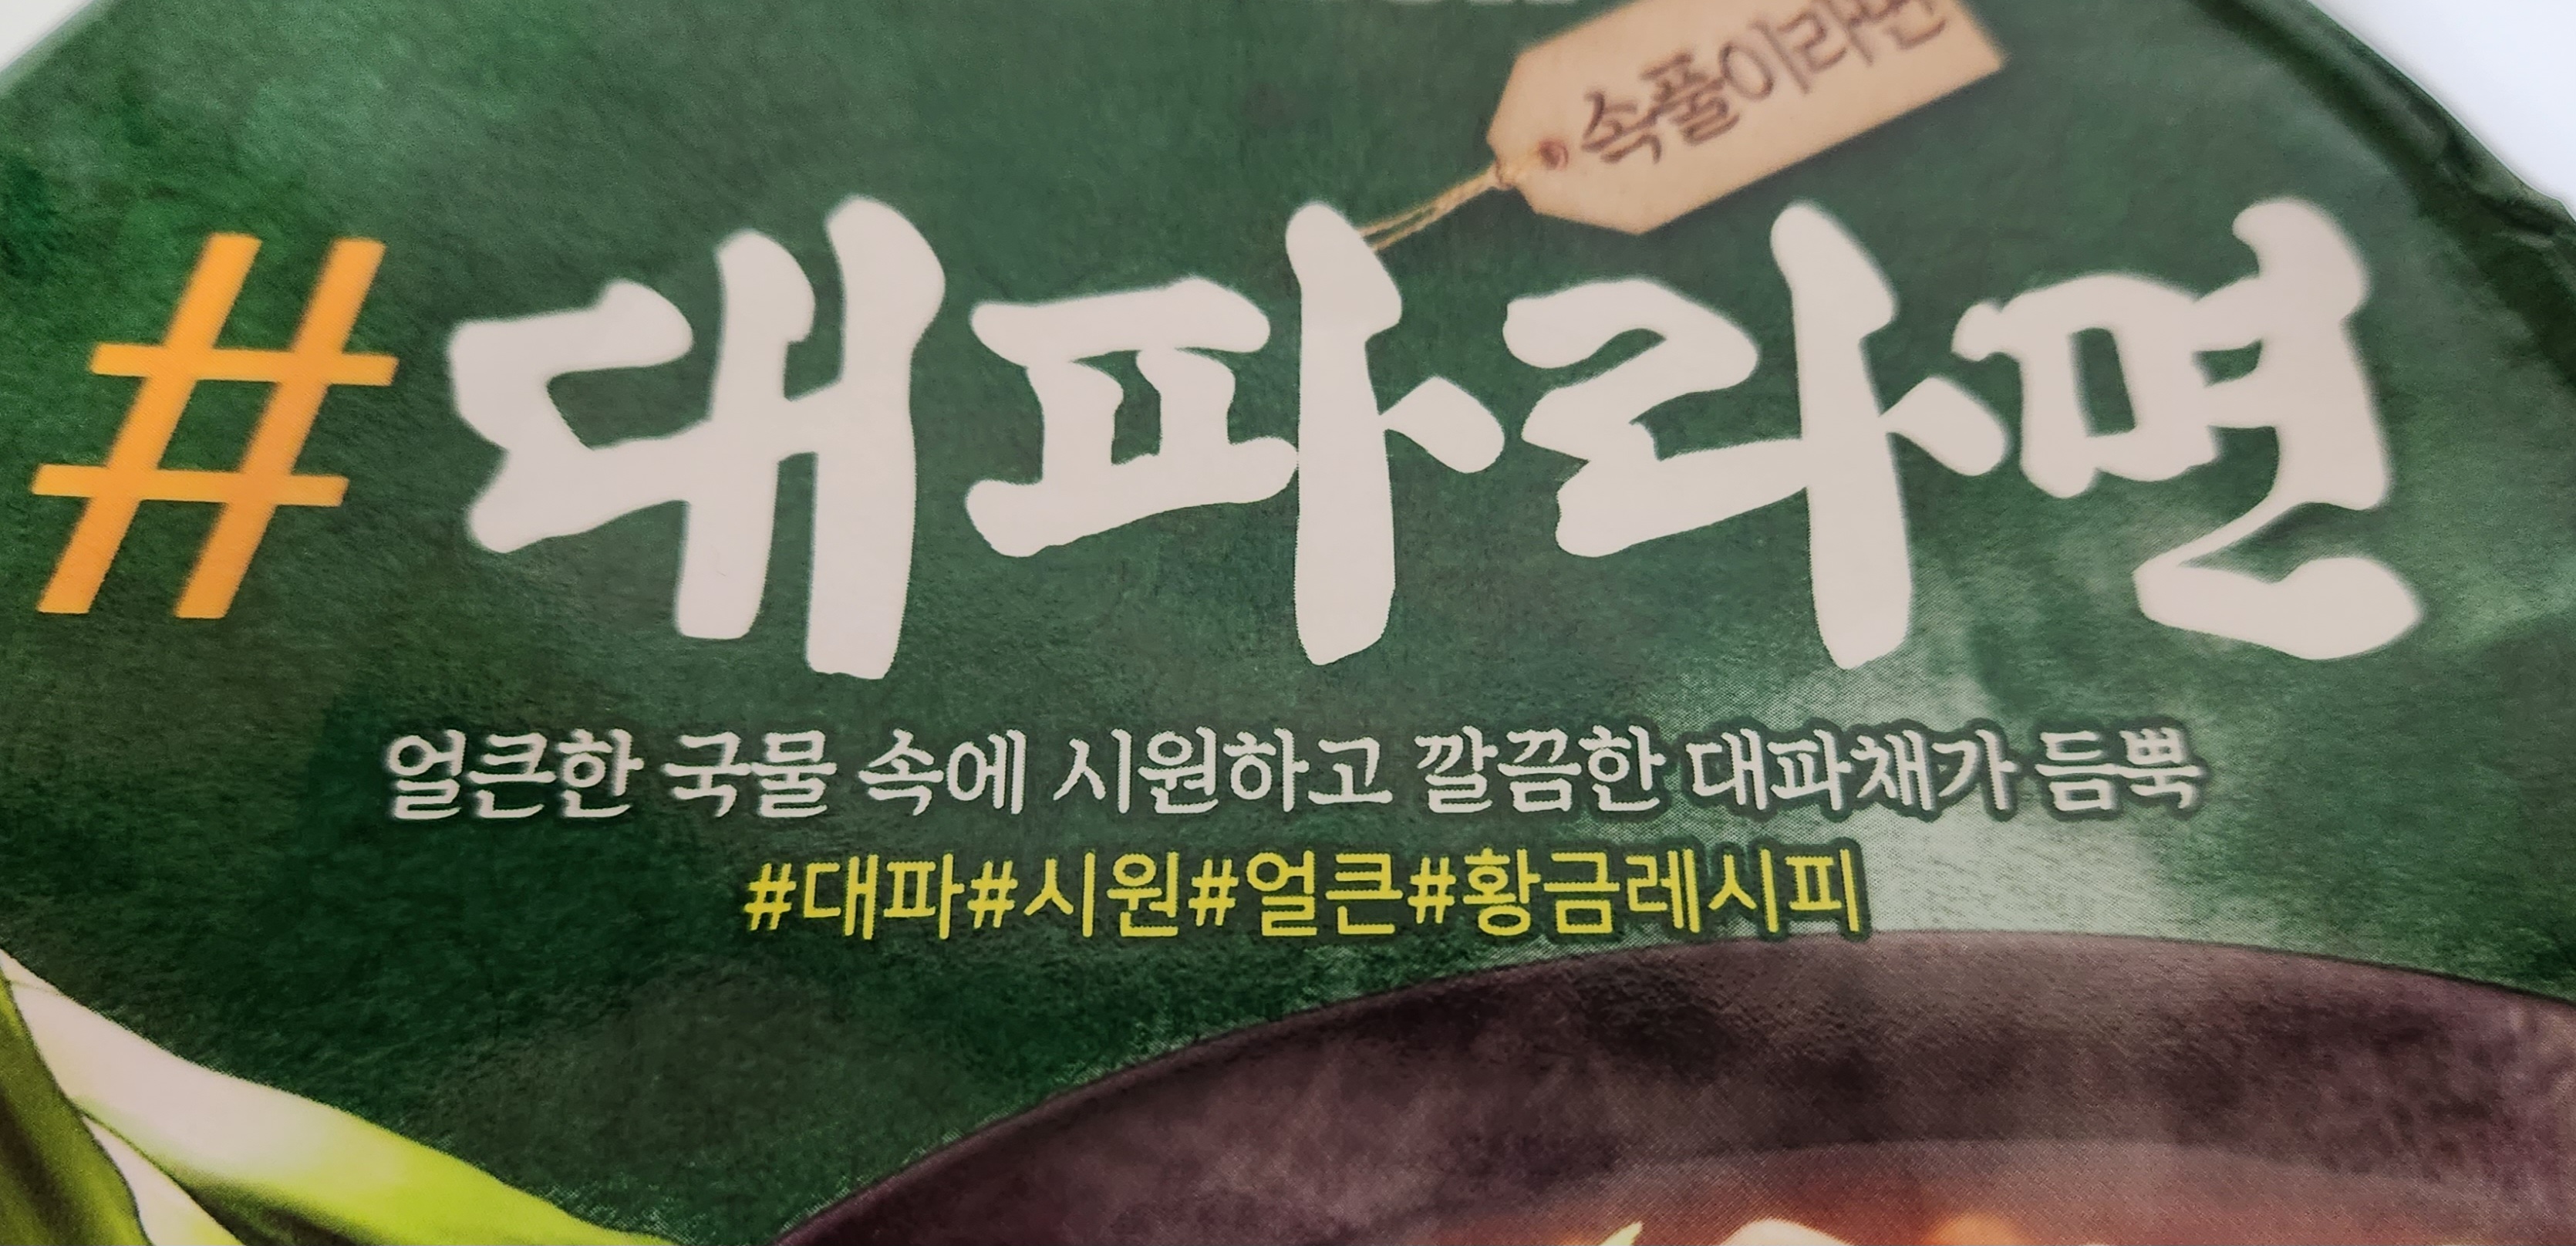 속풀이라면
#대파라면
얼큰한 국물 속에 시원하고 깔끔한 대파채가 듬뿍
#대파#시원#얼큰#황금레시피